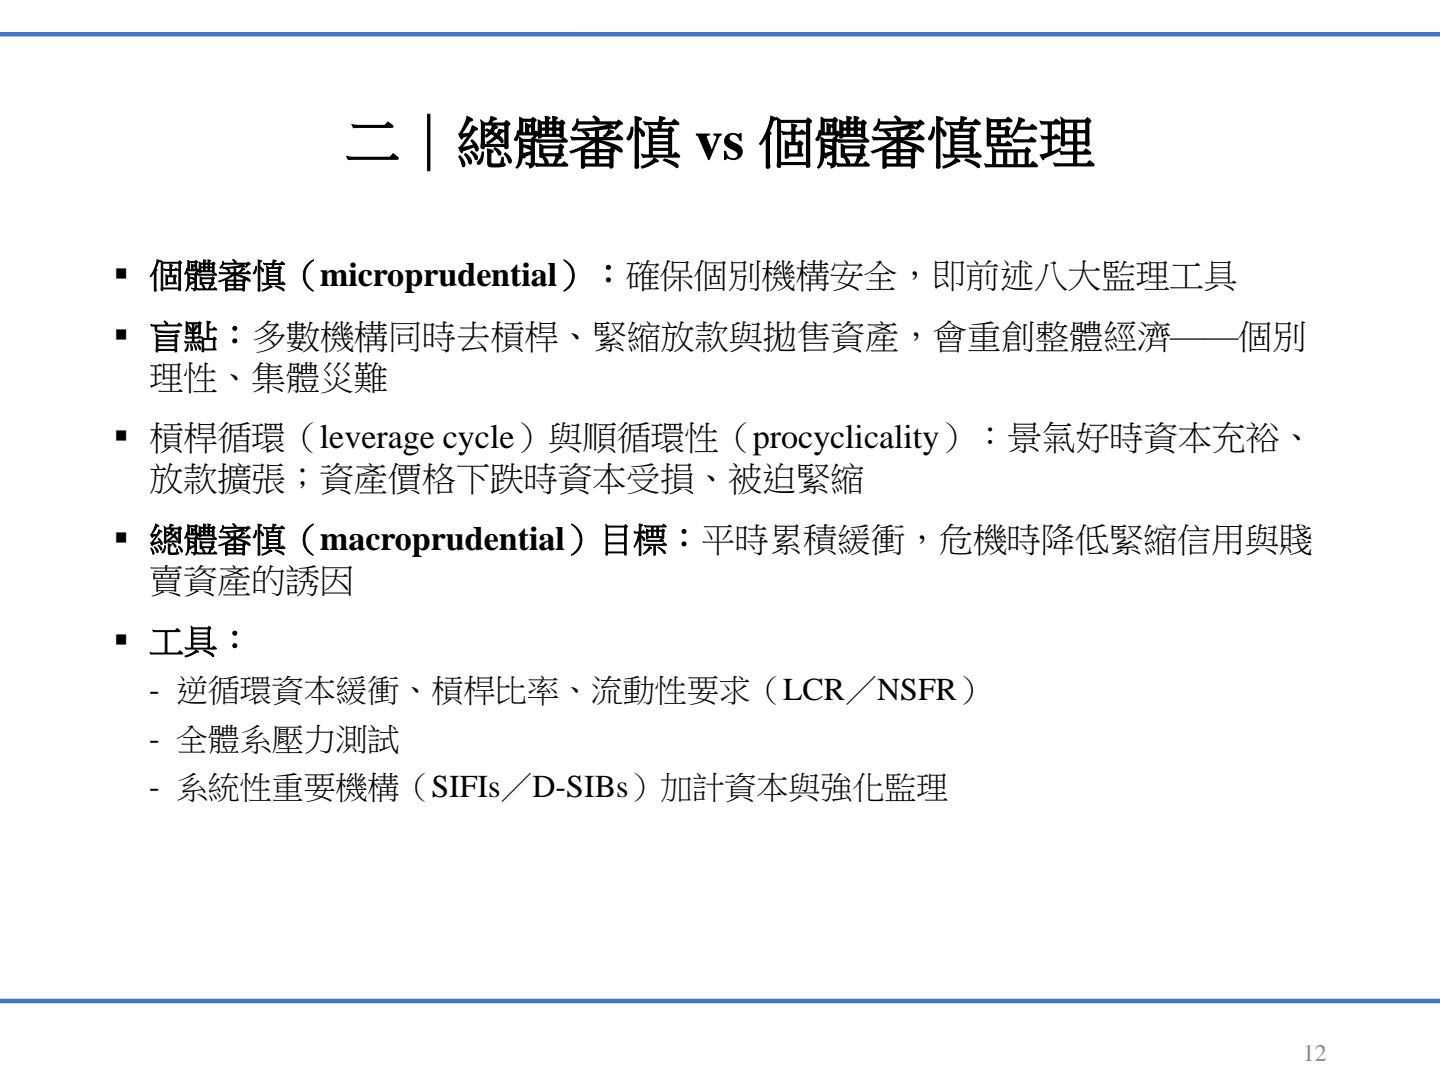 二｜總體審慎 vs 個體審慎監理
▪ 個體審慎（microprudential）：確保個別機構安全，即前述八大監理工具
▪ 盲點：多數機構同時去槓桿、緊縮放款與拋售資產，會重創整體經濟——個別
理性、集體災難
▪ 槓桿循環（leverage cycle）與順循環性（procyclicality）：景氣好時資本充裕、
放款擴張；資產價格下跌時資本受損、被迫緊縮
▪ 總體審慎（macroprudential）目標：平時累積緩衝，危機時降低緊縮信用與賤
賣資產的誘因
▪ 工具：
- 逆循環資本緩衝、槓桿比率、流動性要求（LCR／NSFR）
- 全體系壓力測試
- 系統性重要機構（SIFIs／D-SIBs）加計資本與強化監理
12